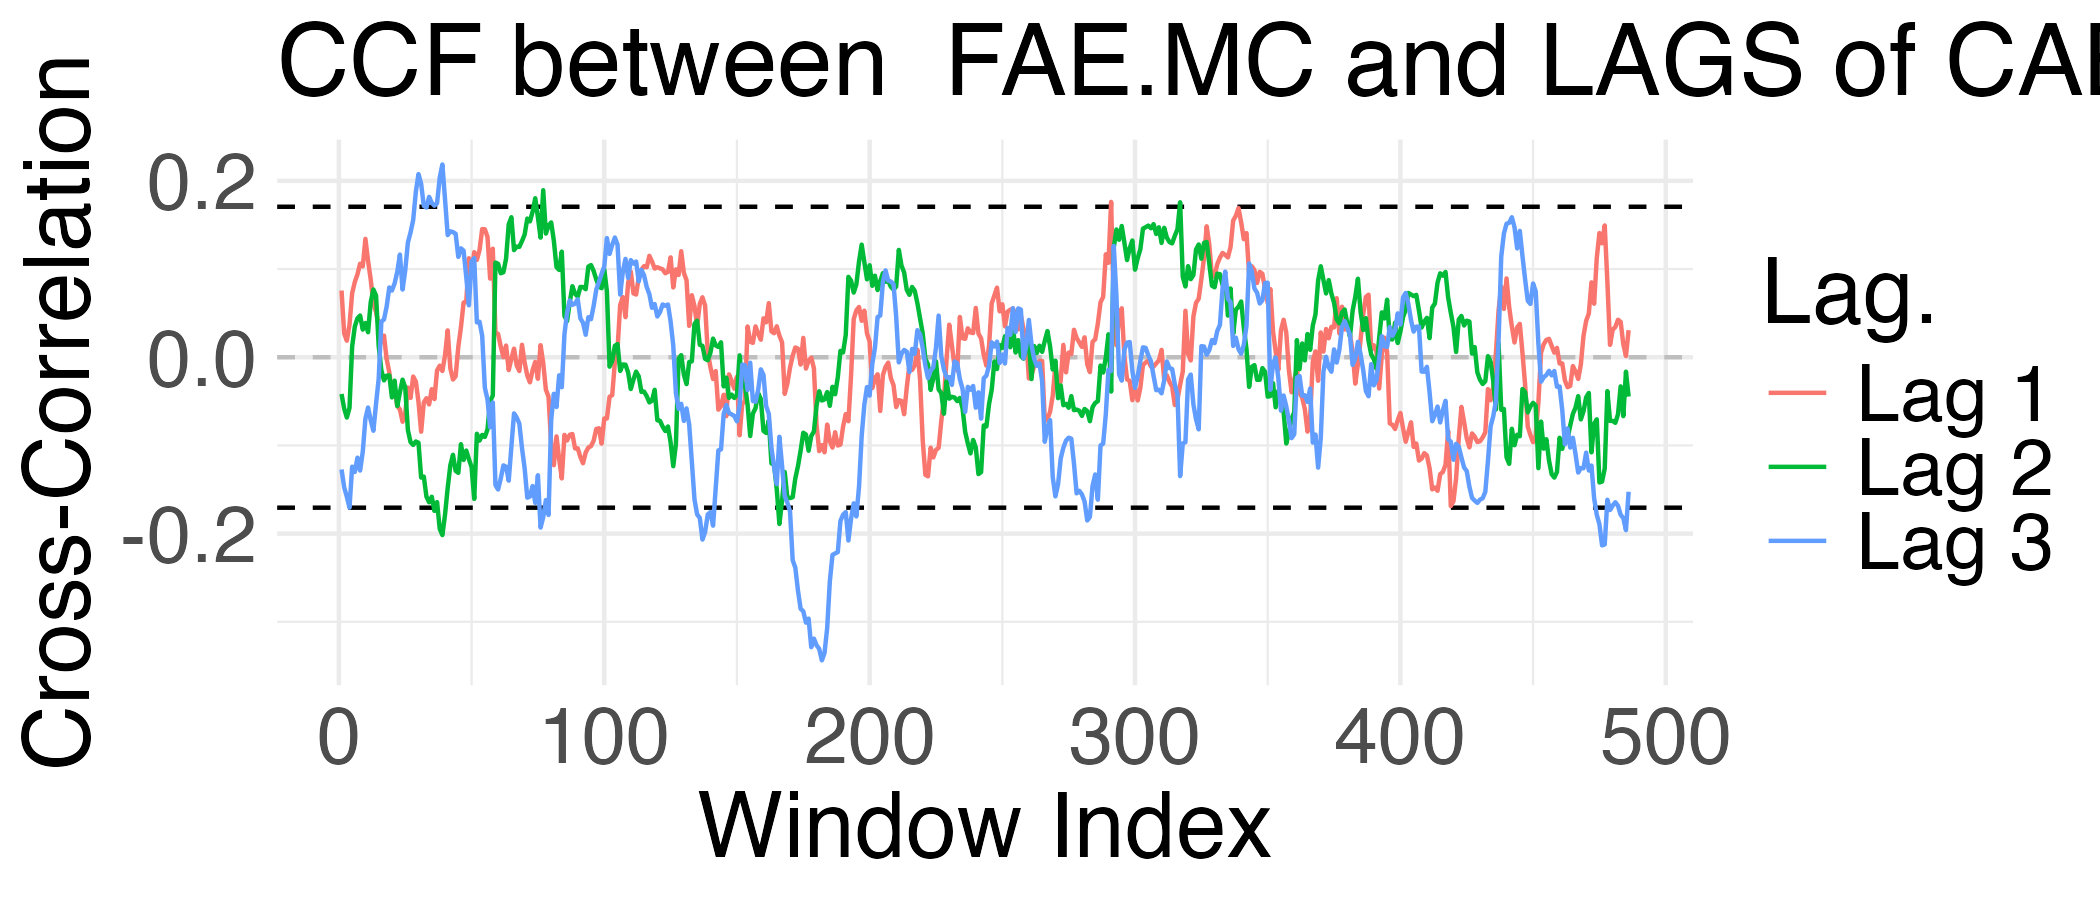 CCF between  FAE.MC and LAGS of CA
Cross-Correlation
0.2
0.0
-0.2
0
100
200
300
400
500
Window Index
Lag.
Lag 1
Lag 2
Lag 3